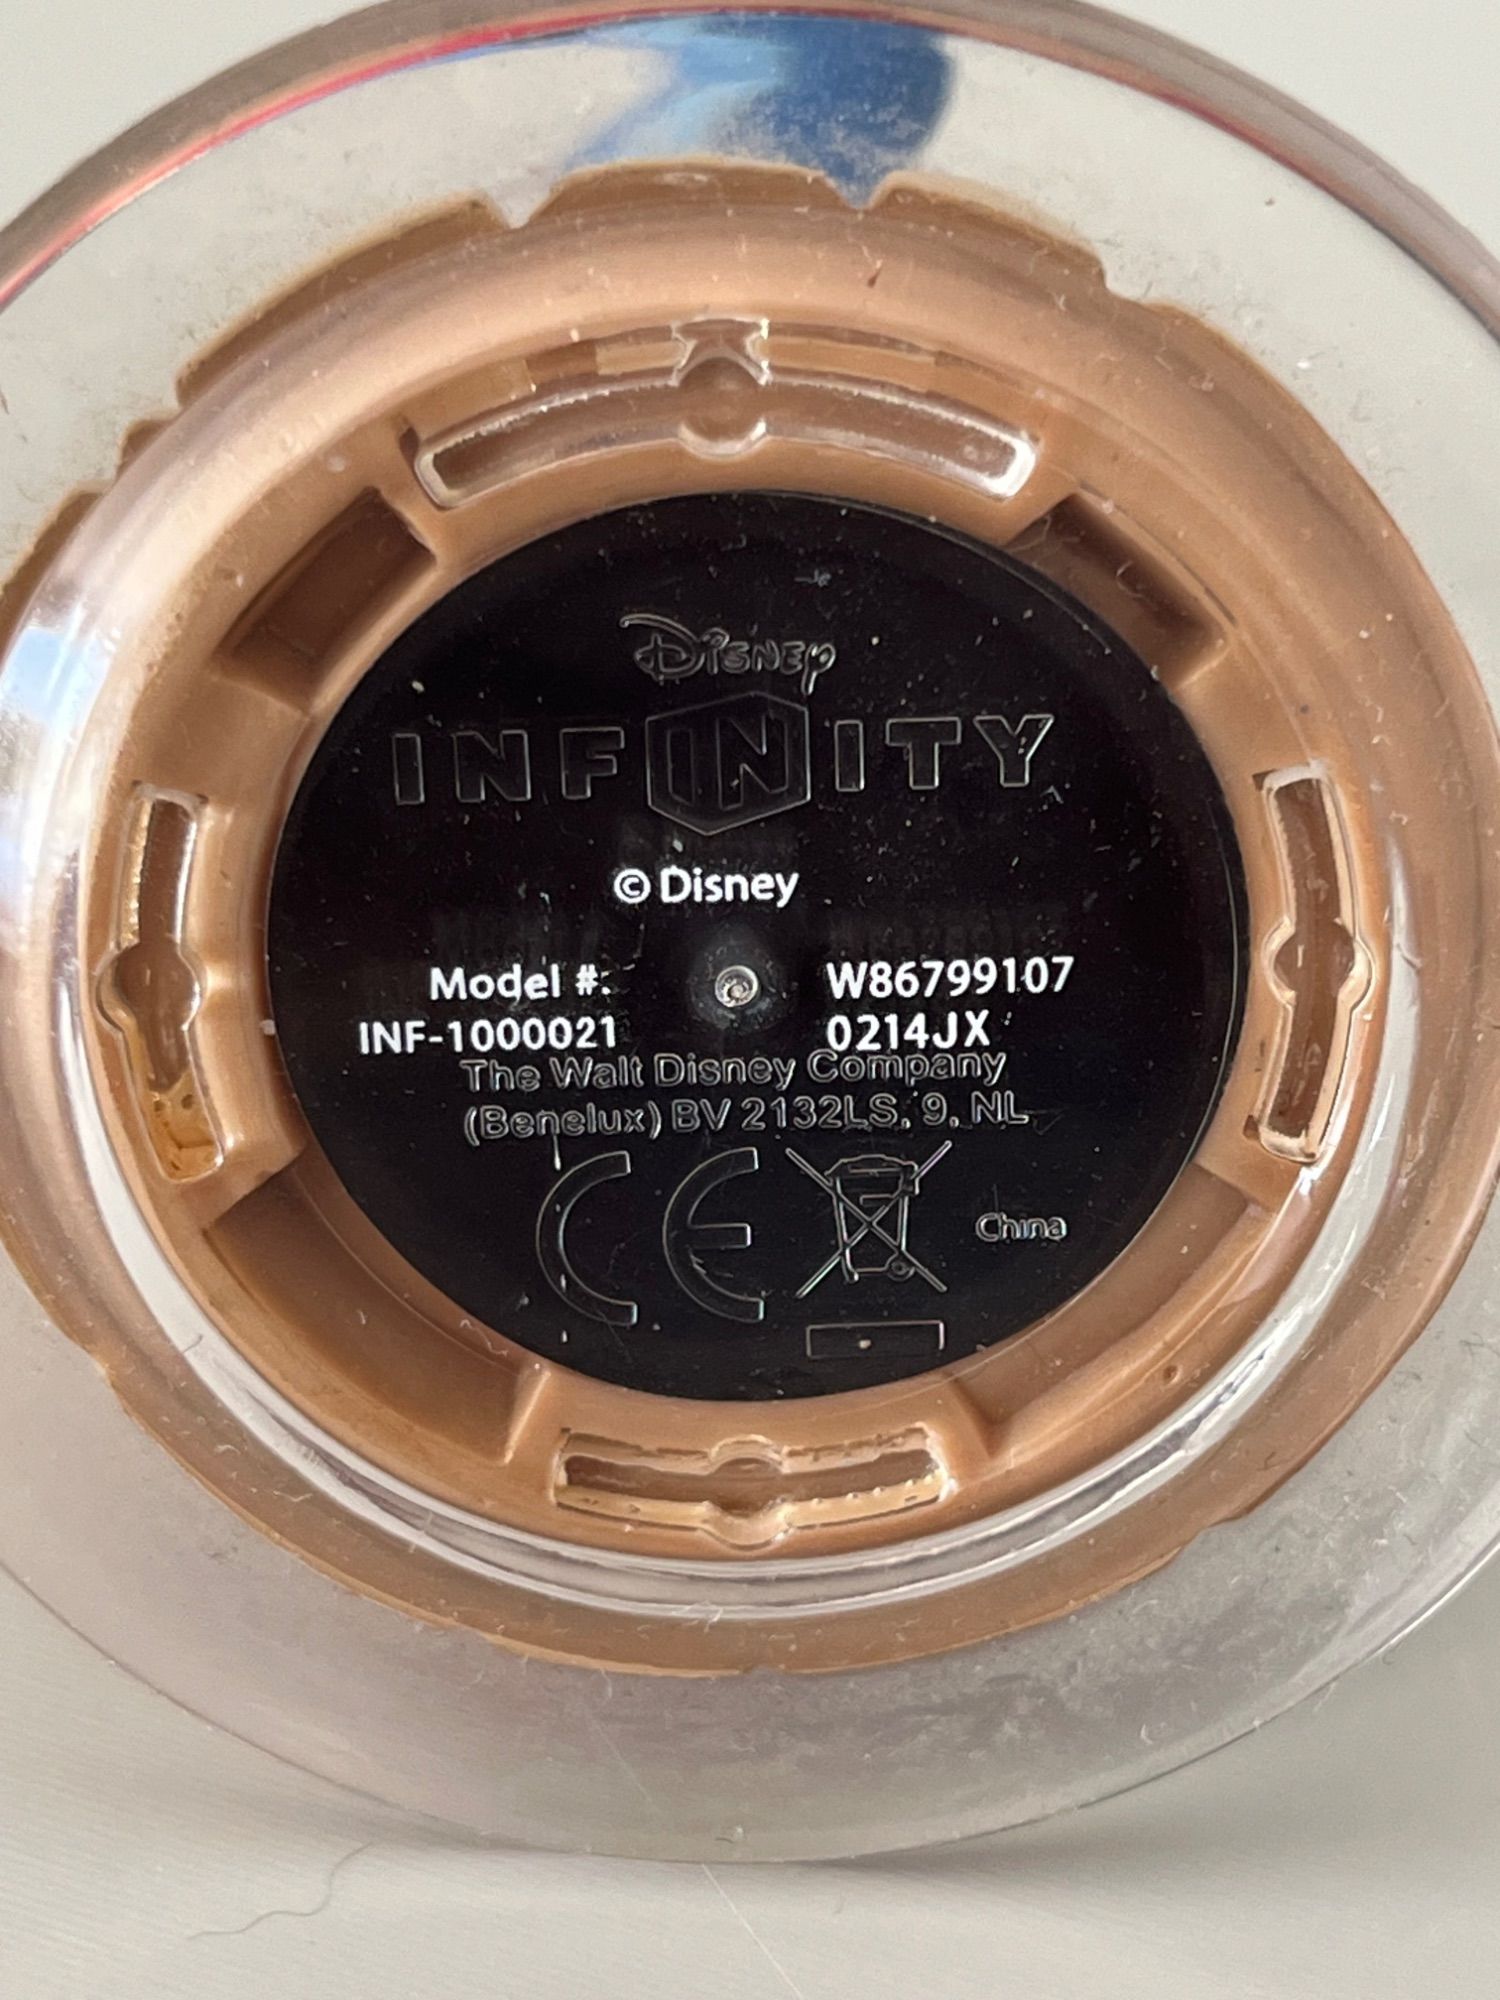 Disney
INFINITY
© Disney
Model #:
INF-1000021
W86799107
0214JX
The Walt Disney Company
(Benelux) BV 2132LS, 9, NL
CE
China